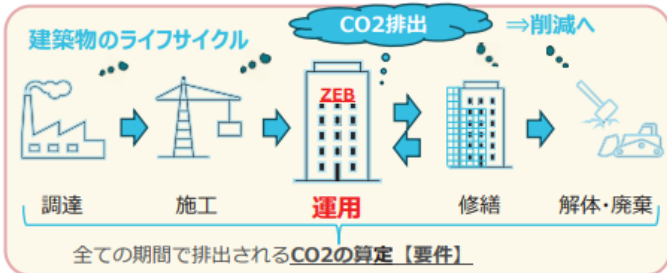 建築物のライフサイクル
CO2排出
⇒削減へ
ZEB
調達
施工
運用
修繕
解体・廃棄
全ての期間で排出されるCO2の算定【要件】